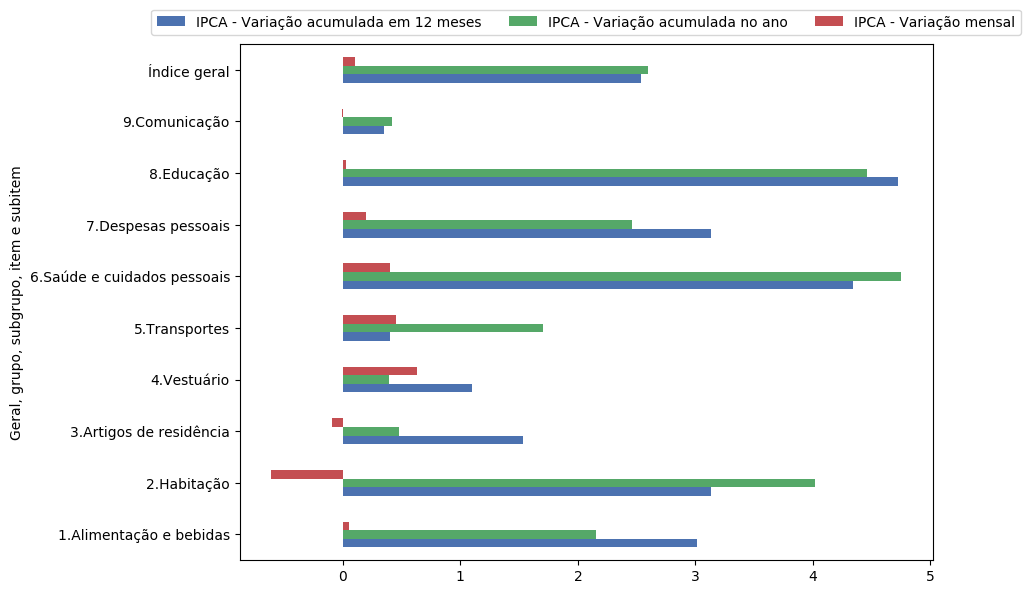 IPCA - Variação acumulada em 12 meses
IPCA - Variação acumulada no ano
IPCA - Variação mensal
Geral, grupo, subgrupo, item e subitem
Índice geral
9.Comunicação
8.Educação
7.Despesas pessoais
6.Saúde e cuidados pessoais
5.Transportes
4.Vestuário
3.Artigos de residência
2.Habitação
1.Alimentação e bebidas
0 1 2 3 4 5